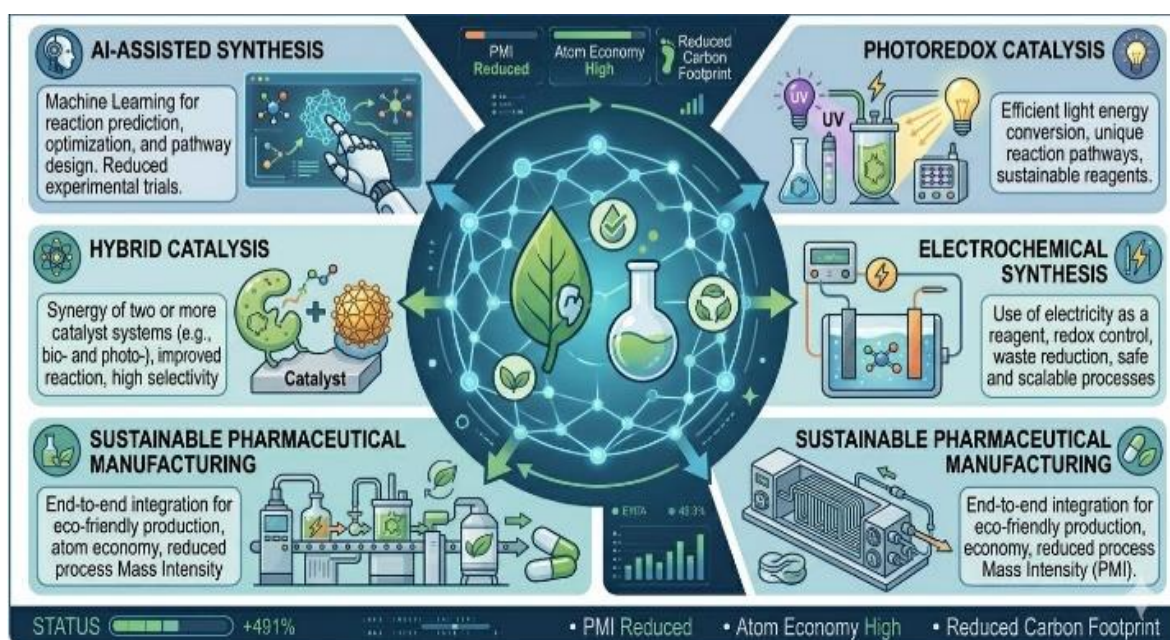 AI-ASSISTED SYNTHESIS
Machine Learning for
reaction prediction,
optimization, and pathway
design. Reduced
experimental trials.
PMI
Reduced
Atom Economy
High
Reduced
Carbon
Footprint
PHOTOREDOX CATALYSIS
UV
UV
Efficient light energy
conversion, unique
reaction pathways,
sustainable reagents.
HYBRID CATALYSIS
Synergy of two or more
catalyst systems (e.g.,
bio- and photo-), improved
reaction, high selectivity
Catalyst
ELECTROCHEMICAL
SYNTHESIS
Use of electricity as a
reagent, redox control,
waste reduction, safe
and scalable processes
SUSTAINABLE PHARMACEUTICAL
MANUFACTURING
End-to-end integration for
eco-friendly production,
atom economy, reduced
process Mass Intensity
SUSTAINABLE PHARMACEUTICAL
MANUFACTURING
End-to-end integration for
eco-friendly production,
economy, reduced process
Mass Intensity (PMI).
STATUS +491%
• PMI Reduced • Atom Economy High • Reduced Carbon Footprint